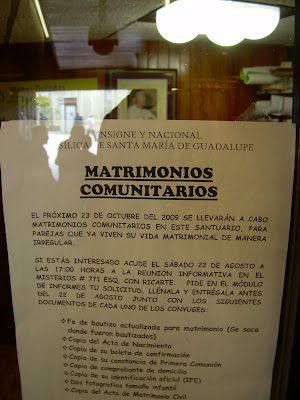 INSIGNE Y NACIONAL
BASÍLICA DE SANTA MARÍA DE GUADALUPE
MATRIMONIOS
COMUNITARIOS
EL PRÓXIMO 23 DE OCTUBRE DEL 2009 SE LLEVARÁN A CABO
MATRIMONIOS COMUNITARIOS EN ESTE SANTUARIO, PARA
PAREJAS QUE YA VIVEN SU VIDA MATRIMONIAL DE MANERA
IRREGULAR.
SI ESTÁS INTERESADO ACUDE EL SÁBADO 22 DE AGOSTO A
LAS 17:00 HORAS A LA REUNIÓN INFORMATIVA EN EL
MISTERIOS # 771 ESQ. CON RICARTE PIDE EN EL MÓDULO
DE INFORMES TU SOLICITUD, LLÉNALA Y ENTRÉGALA ANTES
DEL 22 DE AGOSTO JUNTO CON LOS SIGUIENTES
DOCUMENTOS DE CADA UNO DE LOS CONYUGES:
❖Fe de bautizo actualizada para matrimonio (Se saca
donde fueron bautizados)
❖Copia del Acta de Nacimiento
❖Copia de su boleta de confirmación
❖Copia de su constancia de Primera Comunión
❖Copia de comprobante de domicilio
❖Copia de su identificación oficial (IFE)
❖Dos fotografías tamaño infantil
❖Copia del Acta de Matrimonio Civil